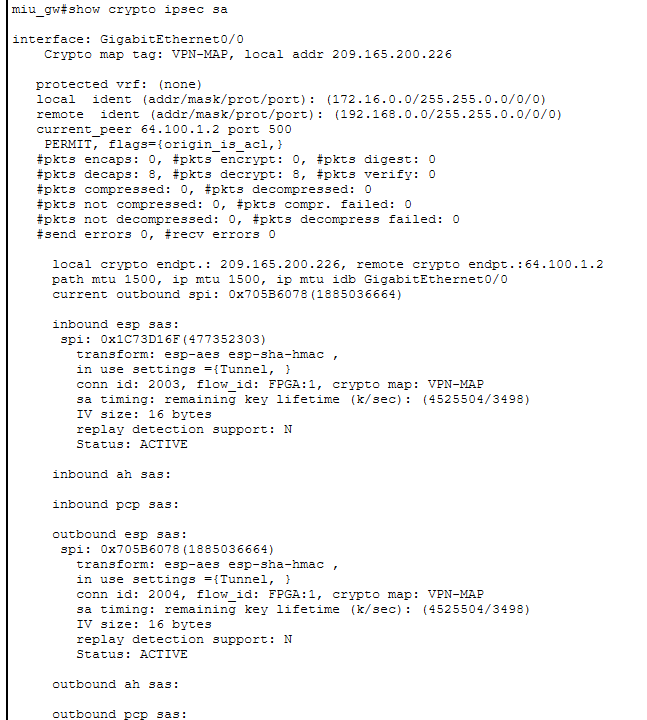 miu_gw#show crypto ipsec sa
interface: GigabitEthernet0/0
Crypto map tag: VPN-MAP, local addr 209.165.200.226
protected vrf: (none)
local ident (addr/mask/prot/port): (172.16.0.0/255.255.0.0/0/0)
remote ident (addr/mask/prot/port): (192.168.0.0/255.255.0.0/0/0)
current_peer 64.100.1.2 port 500
PERMIT, flags={origin_is_acl,}
#pkts encaps: 0, #pkts encrypt: 0, #pkts digest: 0
#pkts decaps: 8, #pkts decrypt: 8, #pkts verify: 0
#pkts compressed: 0, #pkts decompressed: 0
#pkts not compressed: 0, #pkts compr. failed: 0
#pkts not decompressed: 0, #pkts decompress failed: 0
#send errors 0, #recv errors 0
local crypto endpt.: 209.165.200.226, remote crypto endpt.:64.100.1.2
path mtu 1500, ip mtu 1500, ip mtu idb GigabitEthernet0/0
current outbound spi: 0x705B6078(1885036664)
inbound esp sas:
spi: 0x1C73D16F(477352303)
transform: esp-aes esp-sha-hmac ,
in use settings ={Tunnel, }
conn id: 2003, flow_id: FPGA:1, crypto map: VPN-MAP
sa timing: remaining key lifetime (k/sec): (4525504/3498)
IV size: 16 bytes
replay detection support: N
Status: ACTIVE
inbound ah sas:
inbound pcp sas:
outbound esp sas:
spi: 0x705B6078(1885036664)
transform: esp-aes esp-sha-hmac ,
in use settings ={Tunnel, }
conn id: 2004, flow_id: FPGA:1, crypto map: VPN-MAP
sa timing: remaining key lifetime (k/sec): (4525504/3498)
IV size: 16 bytes
replay detection support: N
Status: ACTIVE
outbound ah sas:
outbound pcp sas: